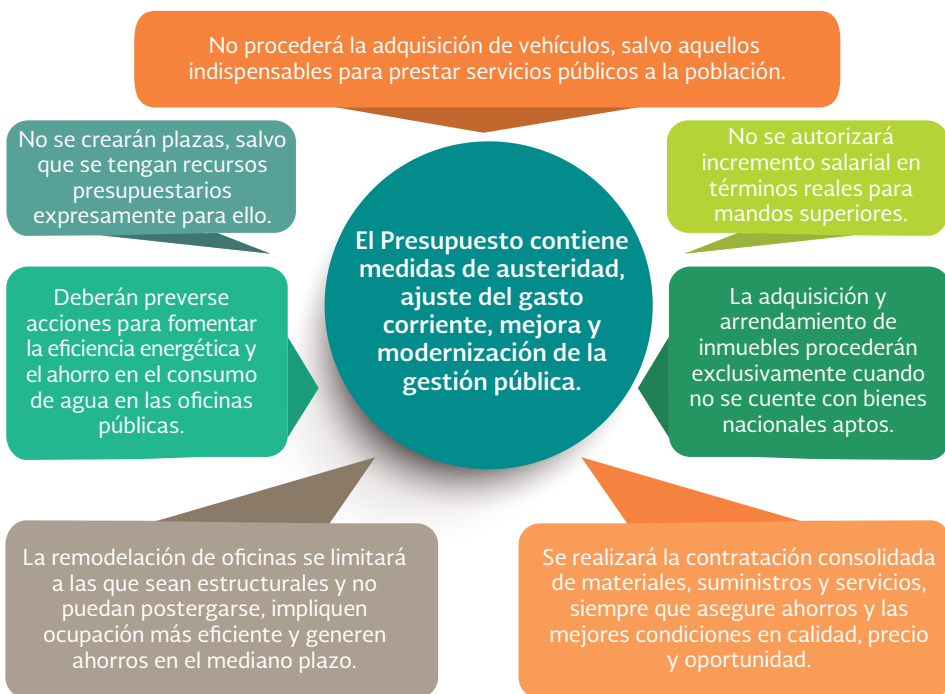 No procederá la adquisición de vehículos, salvo aquellos
indispensables para prestar servicios públicos a la población.
No se crearán plazas, salvo
que se tengan recursos
presupuestarios
expresamente para ello.
No se autorizará
incremento salarial en
términos reales para
mandos superiores.
El Presupuesto contiene
medidas de austeridad,
ajuste del gasto
corriente, mejora y
modernización de la
gestión pública.
Deberán preverse
acciones para fomentar
la eficiencia energética y
el ahorro en el consumo
de agua en las oficinas
públicas.
La adquisición y
arrendamiento de
inmuebles procederán
exclusivamente cuando
no se cuente con bienes
nacionales aptos.
La remodelación de oficinas se limitará
a las que sean estructurales y no
puedan postergarse, impliquen
ocupación más eficiente y generen
ahorros en el mediano plazo.
Se realizará la contratación consolidada
de materiales, suministros y servicios,
siempre que asegure ahorros y las
mejores condiciones en calidad, precio
y oportunidad.